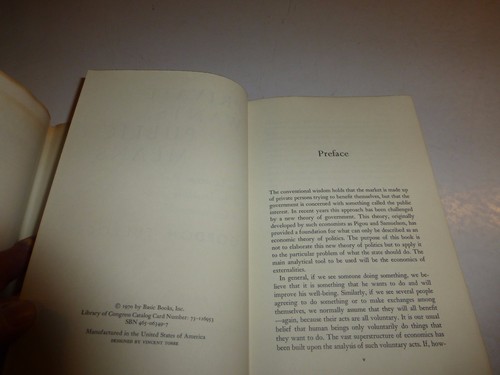 © 1970 by Basic Books, Inc.
Library of Congress Catalog Card Number:
SBN 465-06540-7
Manufactured in the United States of America
DESIGNED BY VINCENT TORRE
Preface
The conventional wisdom holds that the market is made up
of private persons trying to benefit themselves, but that the
government is concerned with something called the public
interest. In recent years this approach has been challenged
by a new theory of government. This theory, originally
developed by such economists as Pigou and Samuelson, has
provided a foundation for what can only be described as an
economic theory of politics. The purpose of this book is
not to elaborate this new theory of politics but to apply it
to the particular problem of what the state should do. The
main analytical tool to be used will be the economics of
externalities.
In general, if we see someone doing something, we be-
lieve that it is something that he wants to do and will
improve his well-being. Similarly, if we see several people
agreeing to do something or to make exchanges among
themselves, we normally assume that they will all benefit
—again, because their acts are all voluntary. It is our usual
belief that human beings only voluntarily do things that
they want to do. The vast superstructure of economics has
been built upon the analysis of such voluntary acts. If, how-
v